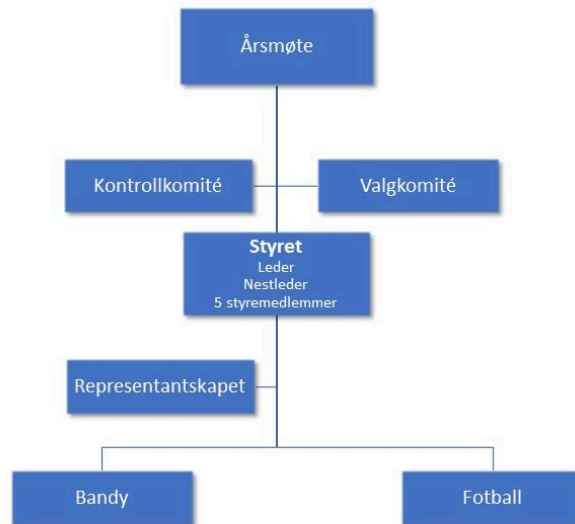 Årsmøte
Kontrollkomité
Valgkomité
Styret
Leder
Nestleder
5 styremedlemmer
Representantskapet
Bandy
Fotball